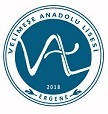 VELİMEŞE ANADOLU LİSESİ
VAL
2018
ERGENE